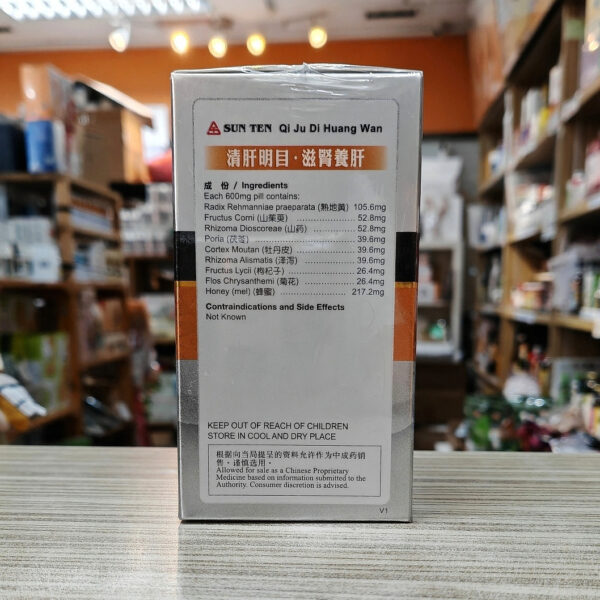 SUN TEN Qi Ju Di Huang Wan
清肝明目·滋腎養肝
成 份 / Ingredients
Each 600mg pill contains:
Radix Rehmanniae praeparata (熟地黃) 105.6mg
Fructus Corni (山茱萸) ........................ 52.8mg
Rhizoma Dioscoreae (山药) ................ 52.8mg
Poria (茯苓) ....................................... 39.6mg
Cortex Moutan (牡丹皮) ..................... 39.6mg
Rhizoma Alismatis (泽泻) ................... 39.6mg
Fructus Lycii (枸杞子) ........................ 26.4mg
Flos Chrysanthemi (菊花) .................. 26.4mg
Honey (mel) (蜂蜜) ........................... 217.2mg
Contraindications and Side Effects
Not Known
KEEP OUT OF REACH OF CHILDREN
STORE IN COOL AND DRY PLACE
根据向当局提呈的资料允许作为中成药销
售。谨慎选用。
Allowed for sale as a Chinese Proprietary
Medicine based on information submitted to the
Authority. Consumer discretion is advised.
V1